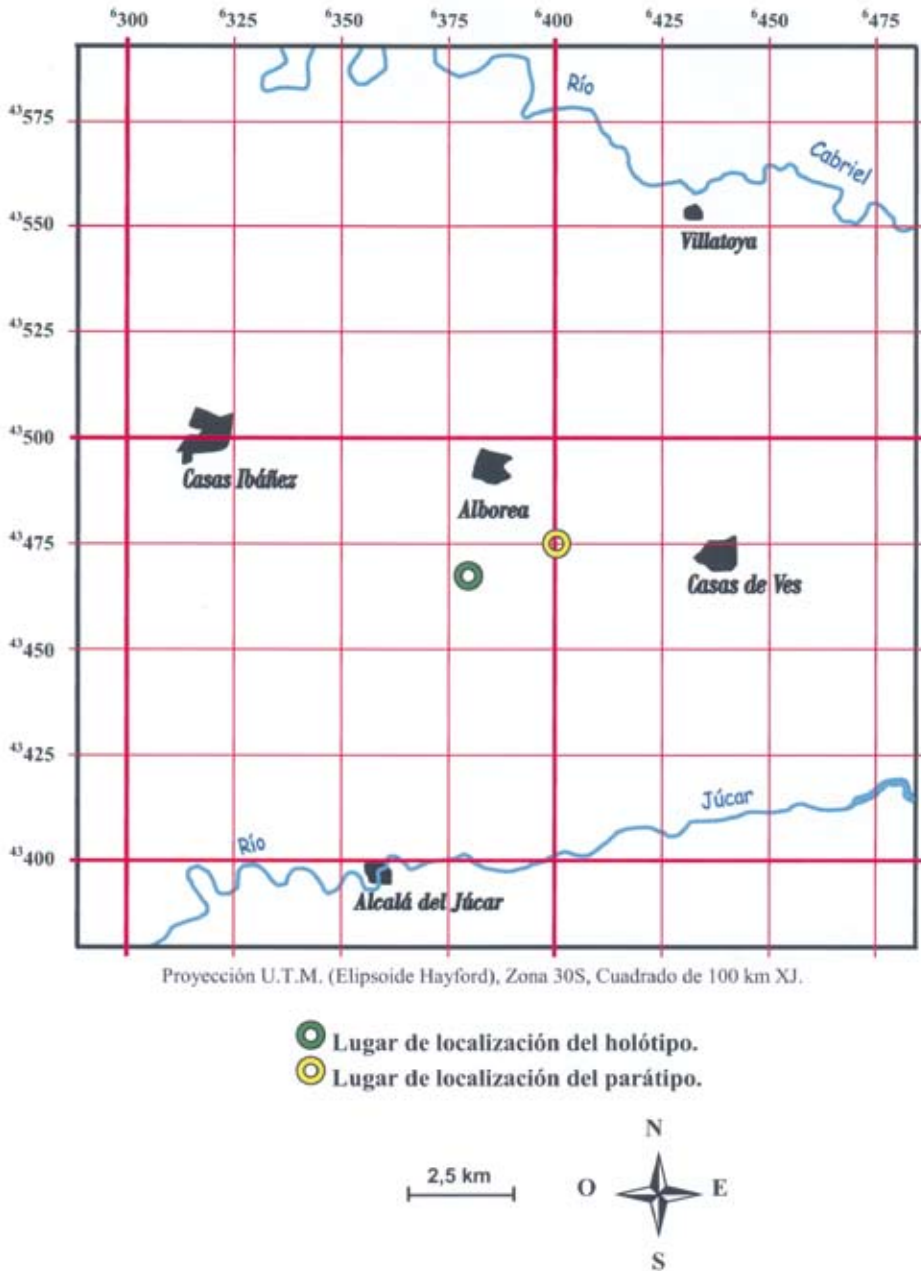 ⁶300 ⁶325 ⁶350 ⁶375 ⁶400 ⁶425 ⁶450 ⁶475
⁴³575
⁴³550
⁴³525
⁴³500
⁴³475
⁴³450
⁴³425
⁴³400
Río
Cabriel
Villatoya
Casas Ibáñez
Alborea
Casas de Ves
Júcar
Río
Alcalá del Júcar
Proyección U.T.M. (Elipsoide Hayford), Zona 30S, Cuadrado de 100 km XJ.
Lugar de localización del holótipo.
Lugar de localización del parátipo.
2,5 km
N
O E
S